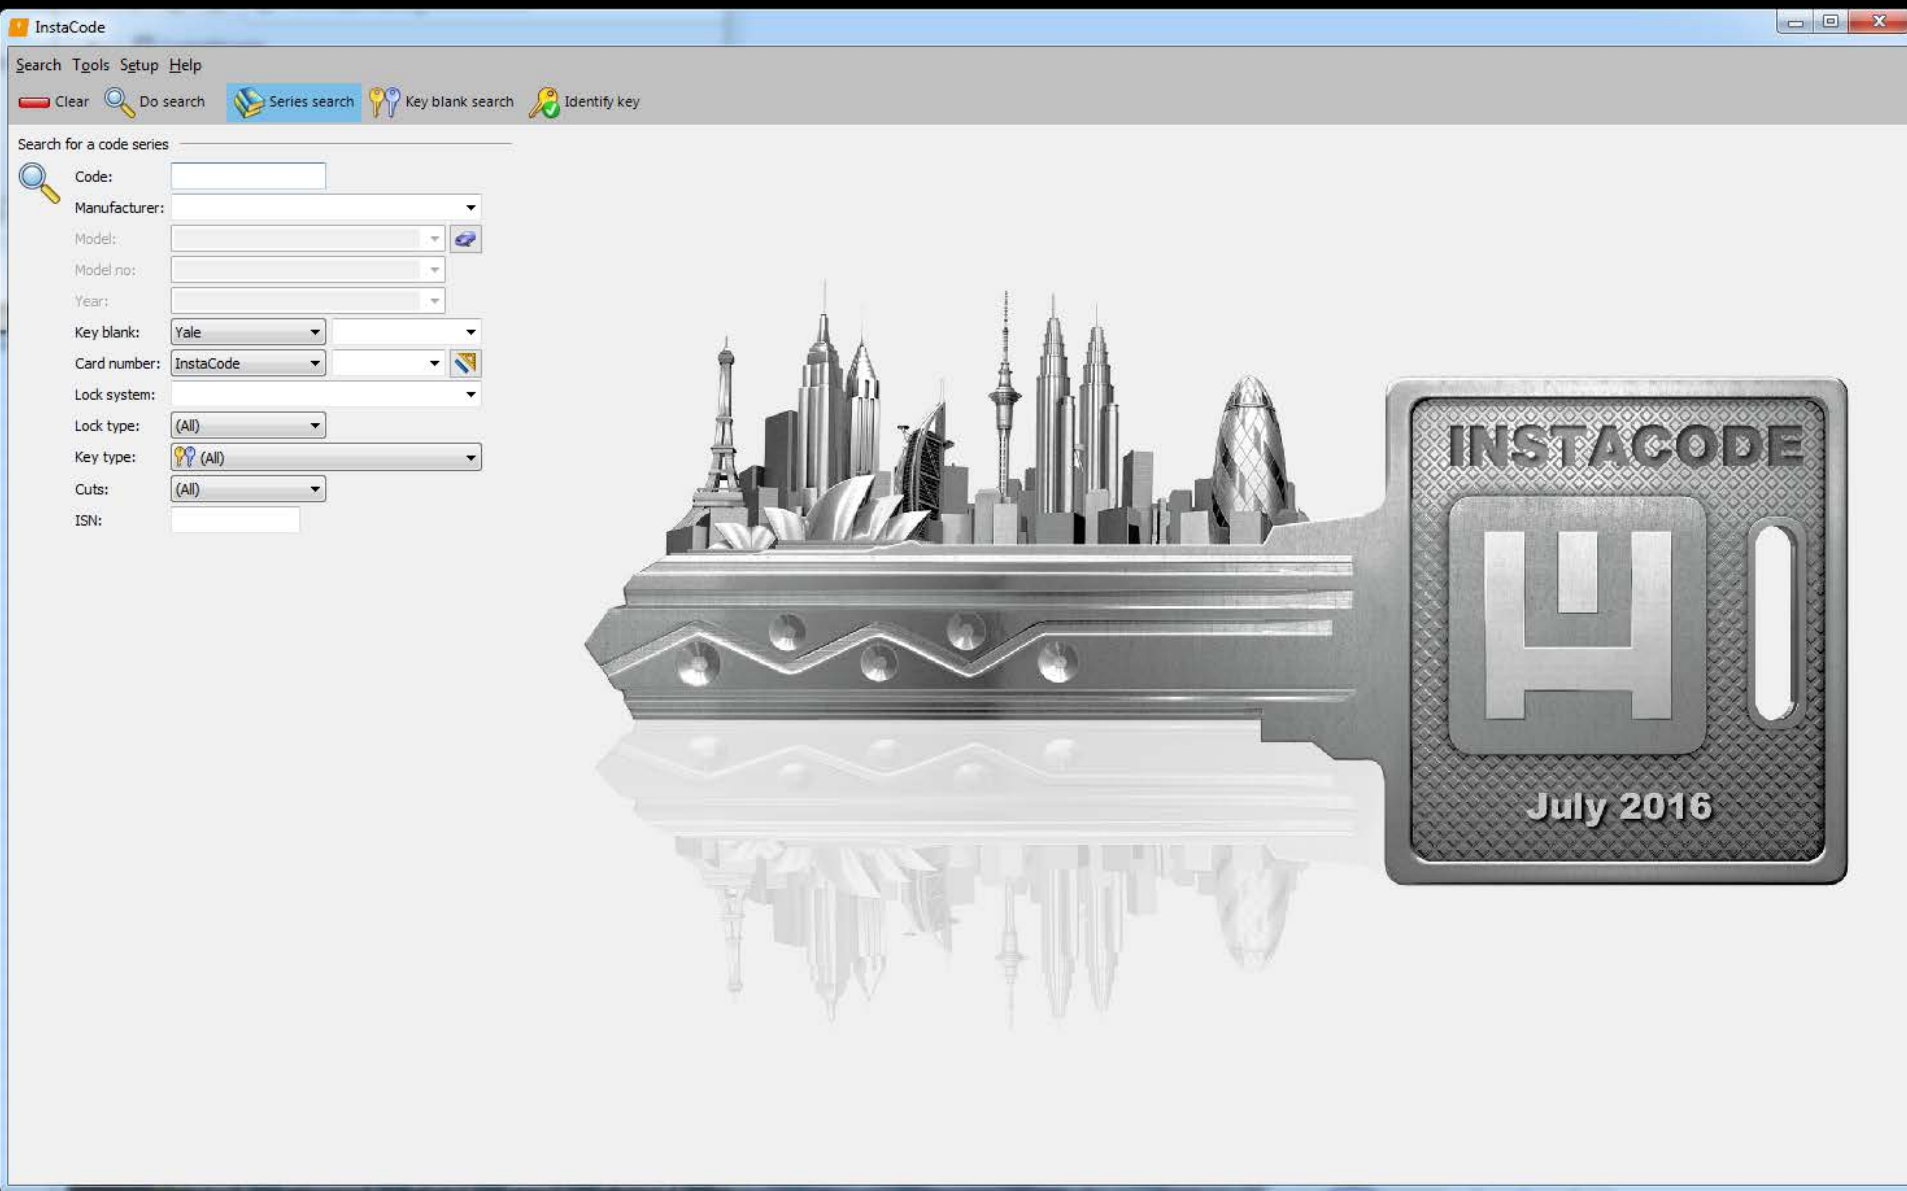 InstaCode
Search Tools Setup Help
Clear Do search Series search Key blank search Identify key
Search for a code series
Code:
Manufacturer:
Model:
Model no:
Year:
Key blank: Yale
Card number: InstaCode
Lock system:
Lock type: (All)
Key type: (All)
Cuts: (All)
ISN:
INSTACODE
July 2016